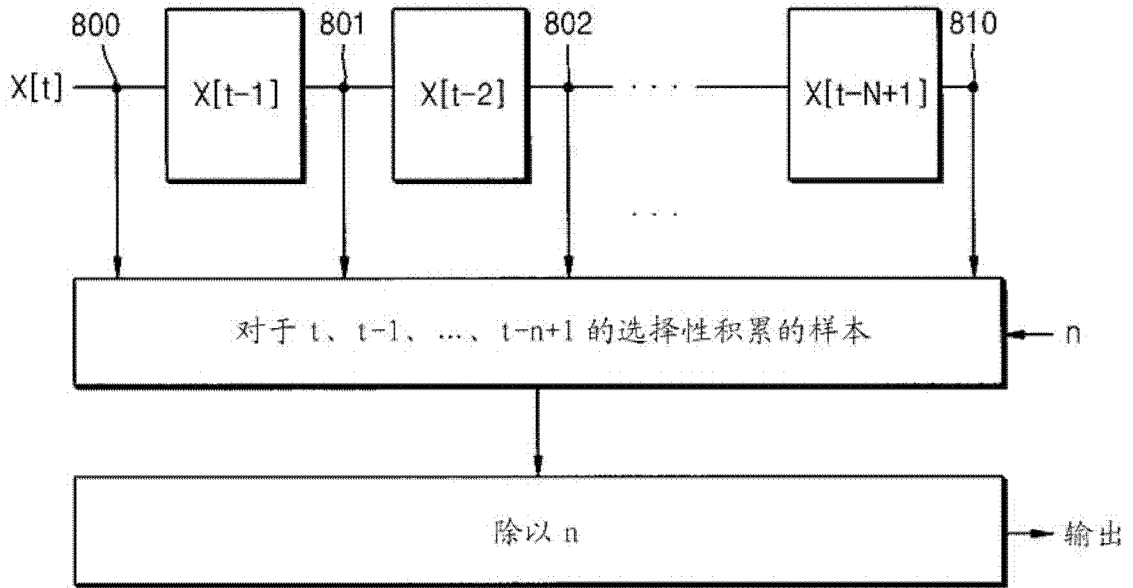 800 801 802 810
X[t] X[t-1] X[t-2] · · · · X[t-N+1]
· · ·
对于 t、t-1、…、t-n+1 的选择性积累的样本 n
除以 n 输出